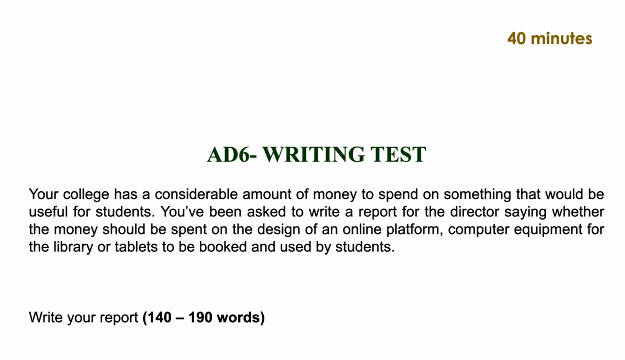 40 minutes
AD6- WRITING TEST
Your college has a considerable amount of money to spend on something that would be
useful for students. You've been asked to write a report for the director saying whether
the money should be spent on the design of an online platform, computer equipment for
the library or tablets to be booked and used by students.
Write your report (140 – 190 words)